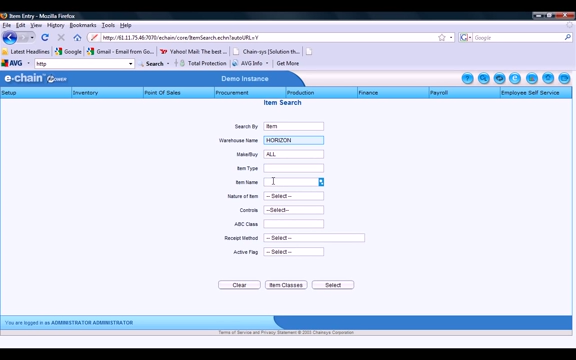 Item Entry - Mozilla Firefox
File Edit View History Bookmarks Tools Help
http://61.11.75.46:7070/echain/core/ItemSearch.echn?autoURL=Y
Latest Headlines Google Gmail - Email from Go... Yahoo! Mail: The best ... Chain-sys (Solution th...
AVG http Search Total Protection AVG Info
e-chain POWER Demo Instance
Setup Inventory Point Of Sales Procurement Production Finance Payroll Employee Self Service
Item Search
Search By Item
Warehouse Name HORIZON
Make/Buy ALL
Item Type
Item Name
Nature of Item -- Select --
Controls --Select--
ABC Class
Receipt Method -- Select --
Active Flag -- Select --
Clear Item Classes Select
You are logged in as ADMINISTRATOR ADMINISTRATOR
Terms of Service and Privacy Statement © 2003 Chainsys Corporation